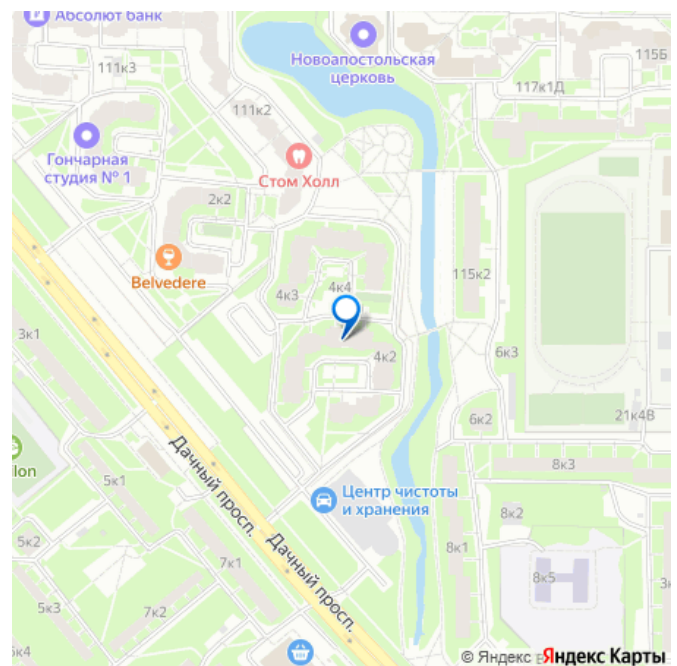 Абсолют банк
111к3
Новоапостольская
церковь
115Б
117к1Д
111к2
Гончарная
студия № 1
Стом Холл
2к2
Belvedere
4к3
4к4
115к2
3к1
4к2
6к3
6к2
21к4В
llon
5к1
Дачный просп.
Центр чистоты
и хранения
8к3
8к2
5к2
7к1
Дачный просп.
8к1
8к5
5к3
7к2
5к4
© Яндекс Яндекс Карты